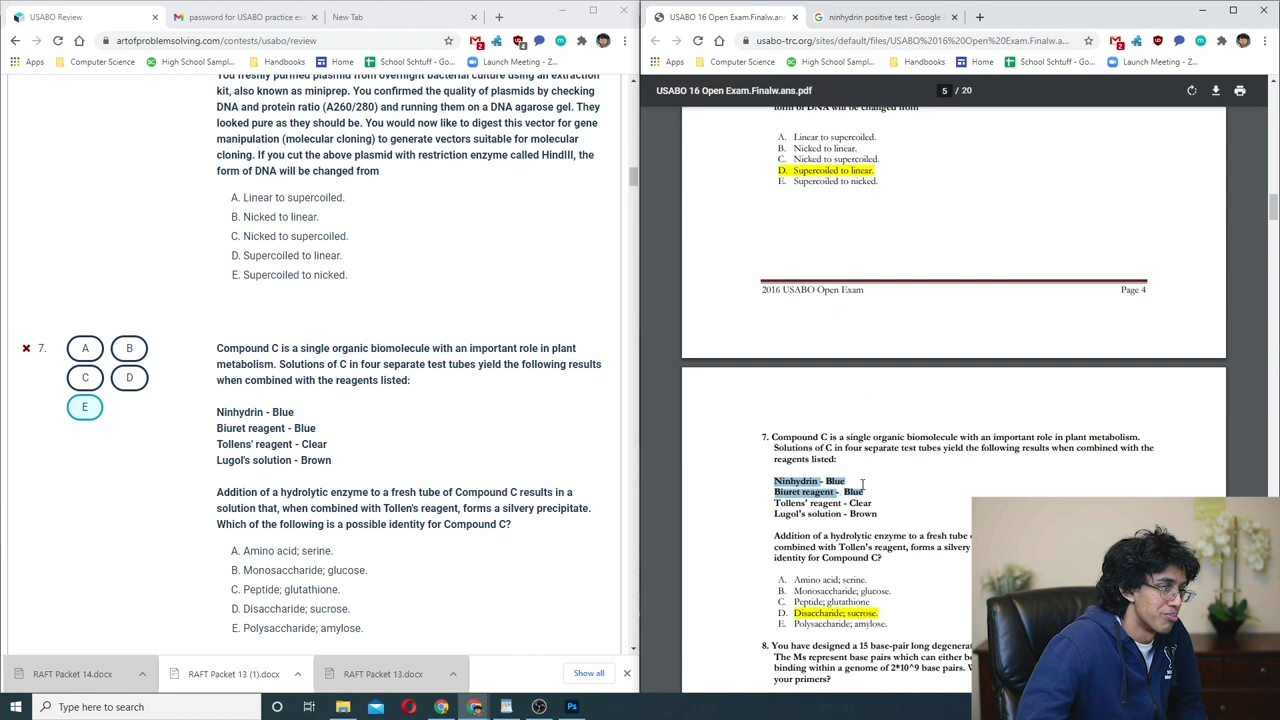 USABO Review
password for USABO practice ex
New Tab
USABO 16 Open Exam.Finalw.an
ninhydrin positive test - Google
artofproblemsolving.com/contests/usabo/review
usabo-trc.org/sites/default/files/USABO%2016%20Open%20Exam.Finalw.a...
Apps
Computer Science
High School Sampl...
Handbooks
Home
School Schtuff - Go...
Launch Meeting - Z...
Apps
Computer Science
High School Sampl...
Handbooks
Home
School Schtuff - Go...
Launch Meeting - Z...
You freshly purified plasmid from overnight bacterial culture using an extraction
kit, also known as miniprep. You confirmed the quality of plasmids by checking
DNA and protein ratio (A260/280) and running them on a DNA agarose gel. They
looked pure as they should be. You would now like to digest this vector for gene
manipulation (molecular cloning) to generate vectors suitable for molecular
cloning. If you cut the above plasmid with restriction enzyme called HindIII, the
form of DNA will be changed from
A. Linear to supercoiled.
B. Nicked to linear.
C. Nicked to supercoiled.
D. Supercoiled to linear.
E. Supercoiled to nicked.
7.
A
B
C
D
E
Compound C is a single organic biomolecule with an important role in plant
metabolism. Solutions of C in four separate test tubes yield the following results
when combined with the reagents listed:
Ninhydrin - Blue
Biuret reagent - Blue
Tollens' reagent - Clear
Lugol's solution - Brown
Addition of a hydrolytic enzyme to a fresh tube of Compound C results in a
solution that, when combined with Tollen's reagent, forms a silvery precipitate.
Which of the following is a possible identity for Compound C?
A. Amino acid; serine.
B. Monosaccharide; glucose.
C. Peptide; glutathione.
D. Disaccharide; sucrose.
E. Polysaccharide; amylose.
USABO 16 Open Exam.Finalw.ans.pdf
5 / 20
form of DNA will be changed from
A. Linear to supercoiled.
B. Nicked to linear.
C. Nicked to supercoiled.
D. Supercoiled to linear.
E. Supercoiled to nicked.
2016 USABO Open Exam
Page 4
7. Compound C is a single organic biomolecule with an important role in plant metabolism.
Solutions of C in four separate test tubes yield the following results when combined with the
reagents listed:
Ninhydrin - Blue
Biuret reagent - Blue
Tollens' reagent - Clear
Lugol's solution - Brown
Addition of a hydrolytic enzyme to a fresh tube
combined with Tollen's reagent, forms a silvery
identity for Compound C?
A. Amino acid; serine.
B. Monosaccharide; glucose.
C. Peptide; glutathione
D. Disaccharide; sucrose.
E. Polysaccharide; amylose.
8. You have designed a 15 base-pair long degenera
The Ms represent base pairs which can either be
binding within a genome of 2*10^9 base pairs. W
your primers?
RAFT Packet 14.docx
RAFT Packet 13 (1).docx
RAFT Packet 13.docx
Show all
Type here to search